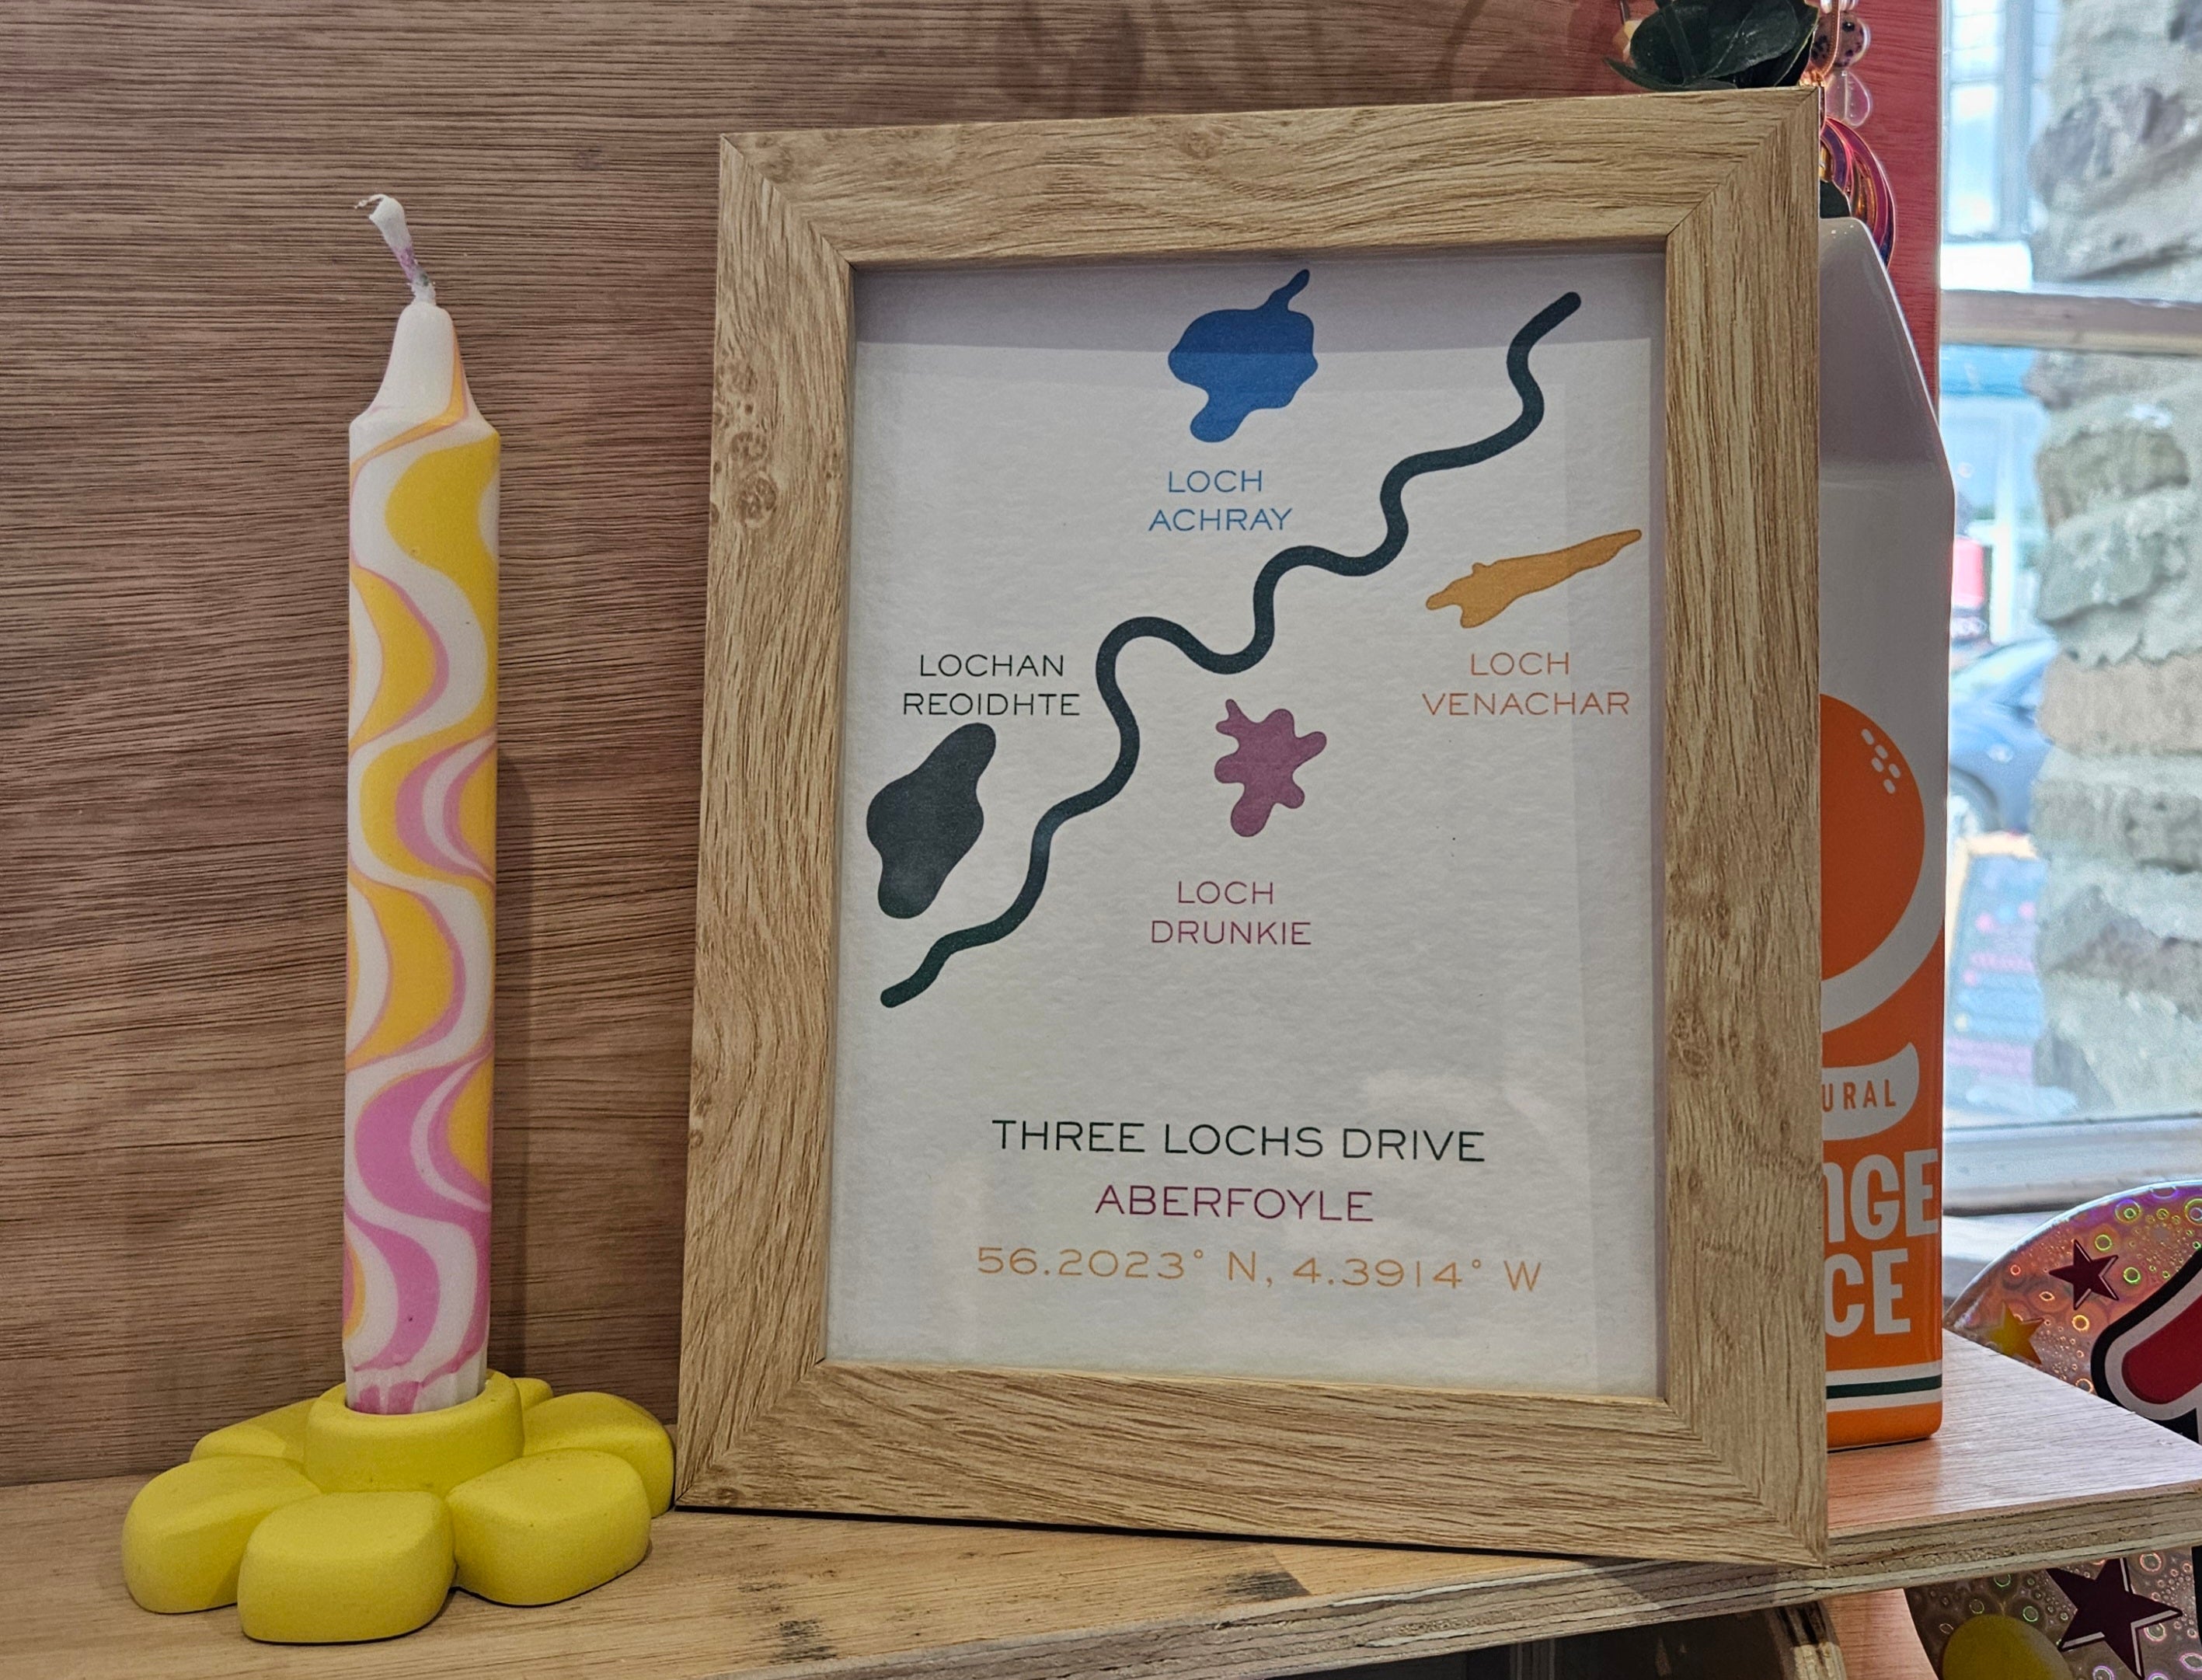 LOCH
ACHRAY
LOCHAN
REOIDHTE
LOCH
VENACHAR
LOCH
DRUNKIE
THREE LOCHS DRIVE
ABERFOYLE
56.2023° N, 4.3914° W
URAL
NGE
CE